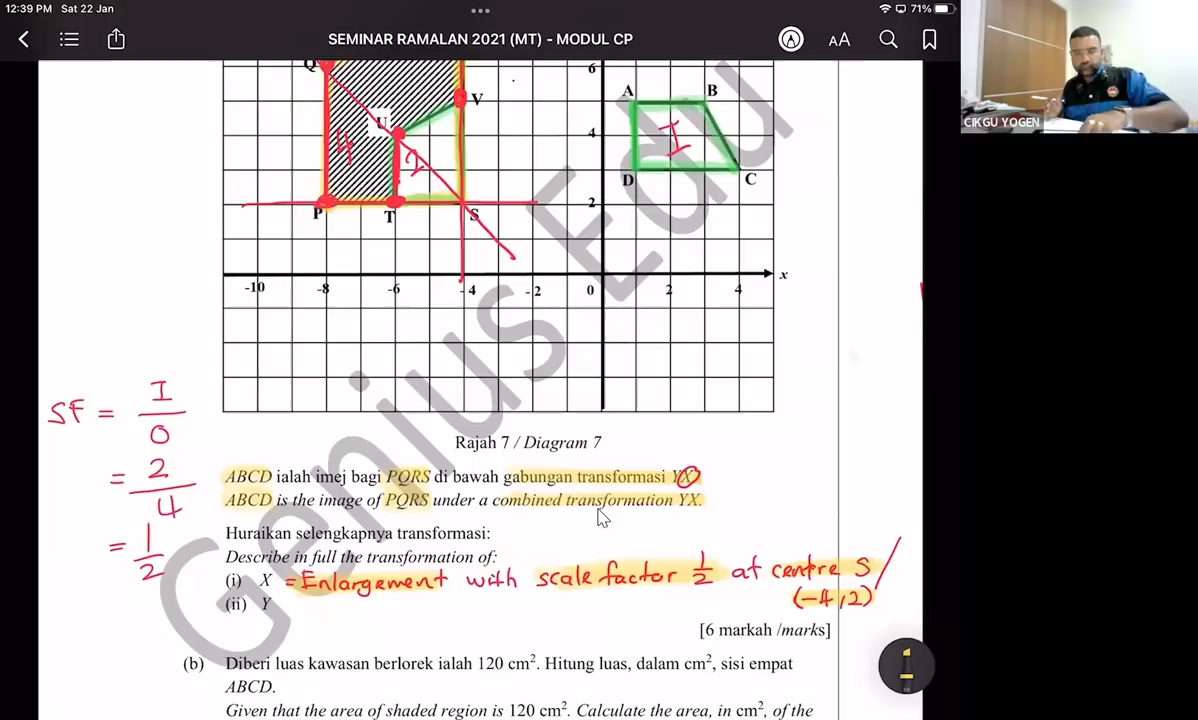 12:39 PM Sat 22 Jan
71%
SEMINAR RAMALAN 2021 (MT) - MODUL CP
AA
CIKGU YOGEN
Q
6
A B
V
U
4
4
2
I
D C
P T S
2
-10 -8 -6 -4 -2 0 2 4 x
Genius Edu
SF = I/0
= 2/4
= 1/2
Rajah 7 / Diagram 7
ABCD ialah imej bagi PQRS di bawah gabungan transformasi YX.
ABCD is the image of PQRS under a combined transformation YX.
Huraikan selengkapnya transformasi:
Describe in full the transformation of:
(i) X = Enlargement with scale factor 1/2 at centre S /
(-4,2)
(ii) Y
[6 markah /marks]
(b) Diberi luas kawasan berlorek ialah 120 cm². Hitung luas, dalam cm², sisi empat
ABCD.
Given that the area of shaded region is 120 cm². Calculate the area, in cm², of the